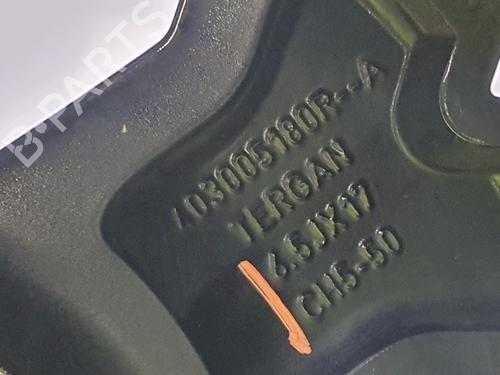 B-PARTS
403005180R--A
TERGAN
6.5JX17
CH5-50